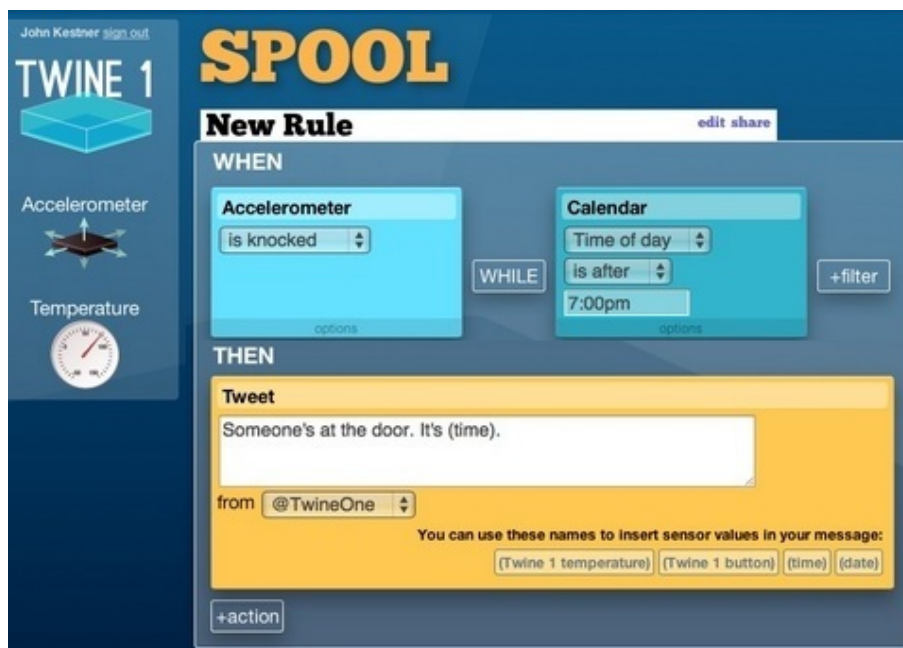 John Kestner sign out
TWINE 1
Accelerometer
Temperature
SPOOL
New Rule
edit share
WHEN
Accelerometer
is knocked
options
WHILE
Calendar
Time of day
is after
7:00pm
options
+filter
THEN
Tweet
Someone's at the door. It's (time).
from @TwineOne
You can use these names to insert sensor values in your message:
(Twine 1 temperature) (Twine 1 button) (time) (date)
+action